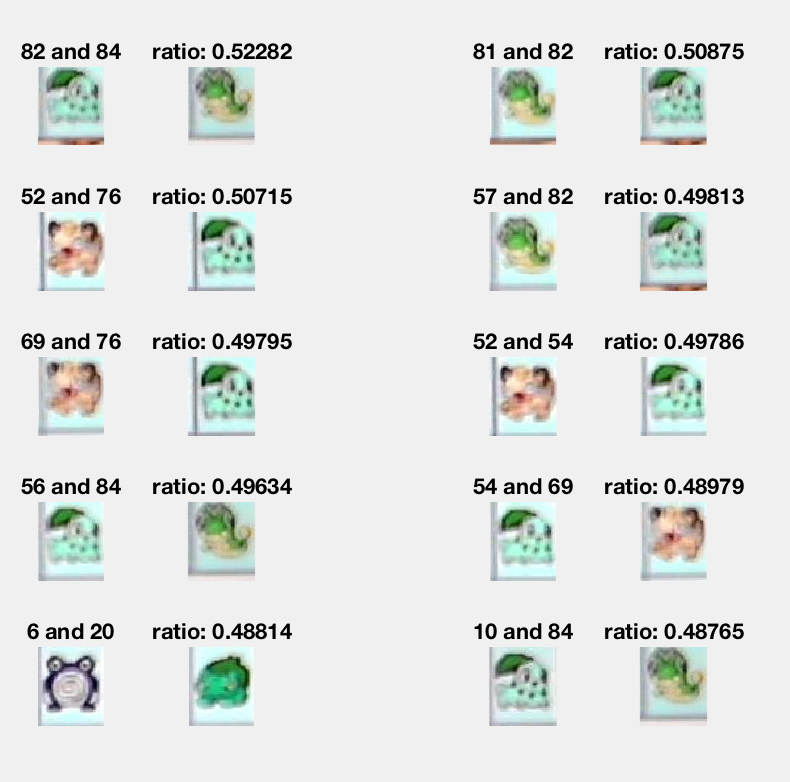 82 and 84 ratio: 0.52282 81 and 82 ratio: 0.50875
52 and 76 ratio: 0.50715 57 and 82 ratio: 0.49813
69 and 76 ratio: 0.49795 52 and 54 ratio: 0.49786
56 and 84 ratio: 0.49634 54 and 69 ratio: 0.48979
6 and 20 ratio: 0.48814 10 and 84 ratio: 0.48765